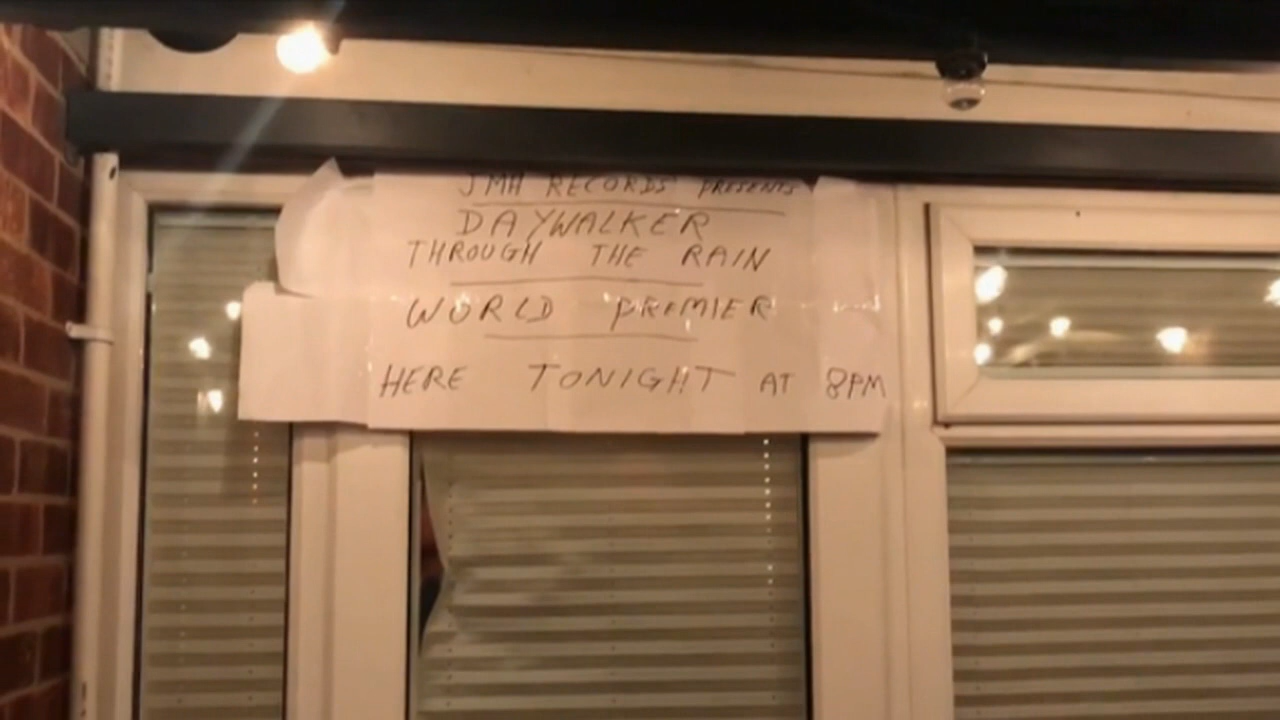 JMH RECORDS PRESENTS
DAYWALKER
THROUGH THE RAIN
WORLD PREMIER
HERE TONIGHT AT 8PM